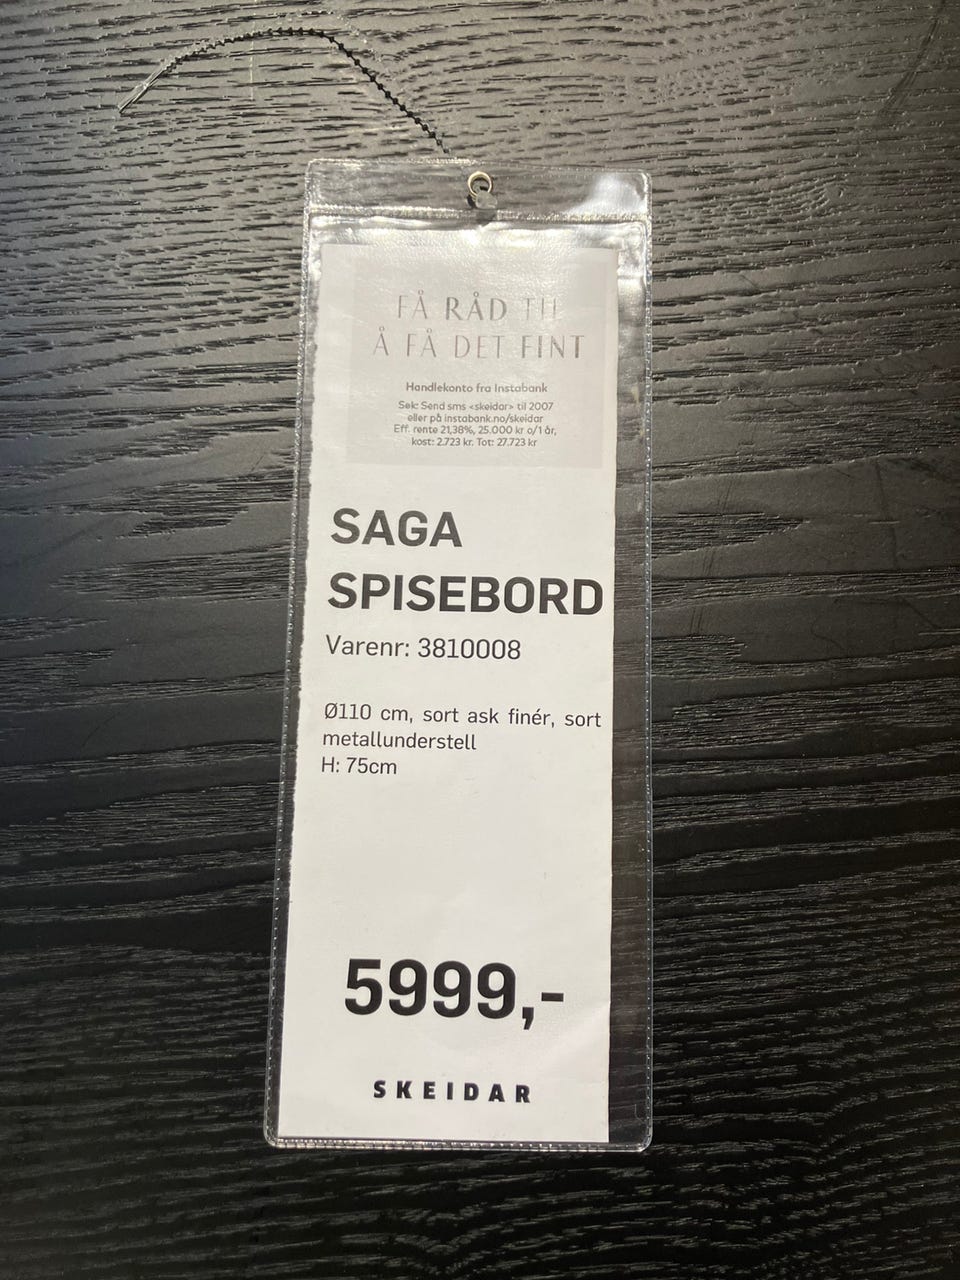 FÅ RÅD TIL
Å FÅ DET FINT
Handlekonto fra Instabank
Søk: Send sms <skeidar> til 2007
eller på instabank.no/skeidar
Eff. rente 21,38%, 25.000 kr o/1 år,
kost: 2.723 kr. Tot: 27.723 kr
SAGA
SPISEBORD
Varenr: 3810008
Ø110 cm, sort ask finér, sort
metallunderstell
H: 75cm
5999,-
SKEIDAR